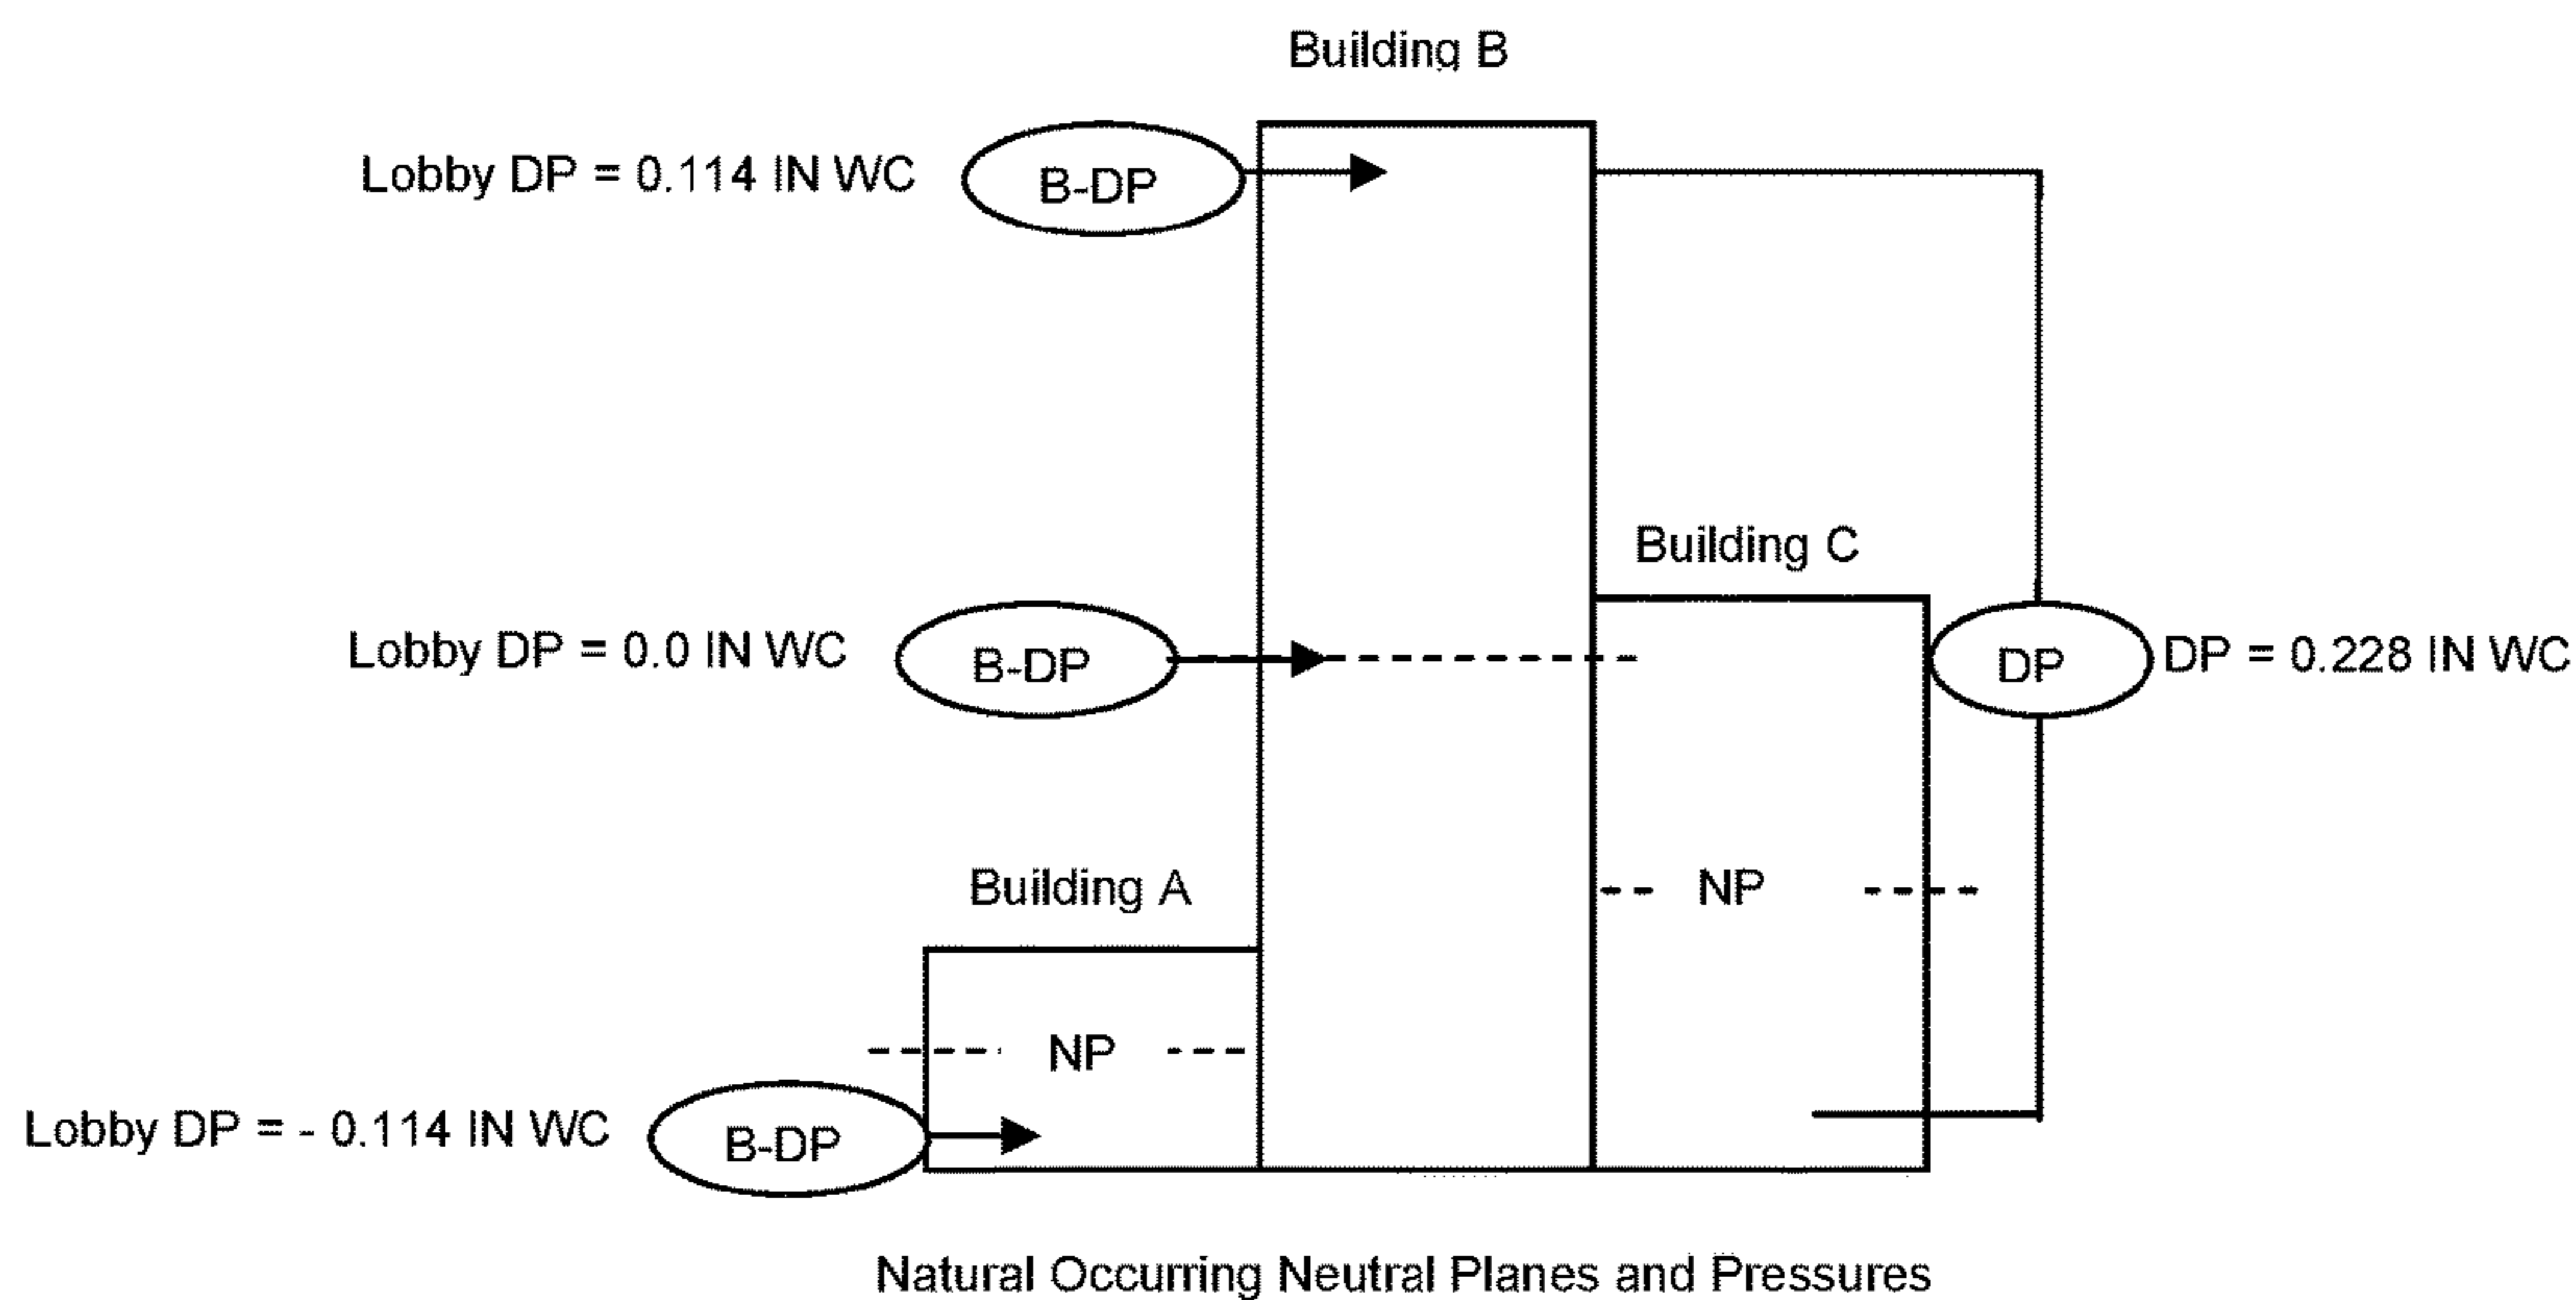 Building B
Lobby DP = 0.114 IN WC
B-DP
Building C
Lobby DP = 0.0 IN WC
B-DP
DP
DP = 0.228 IN WC
Building A
NP
NP
Lobby DP = - 0.114 IN WC
B-DP
Natural Occurring Neutral Planes and Pressures